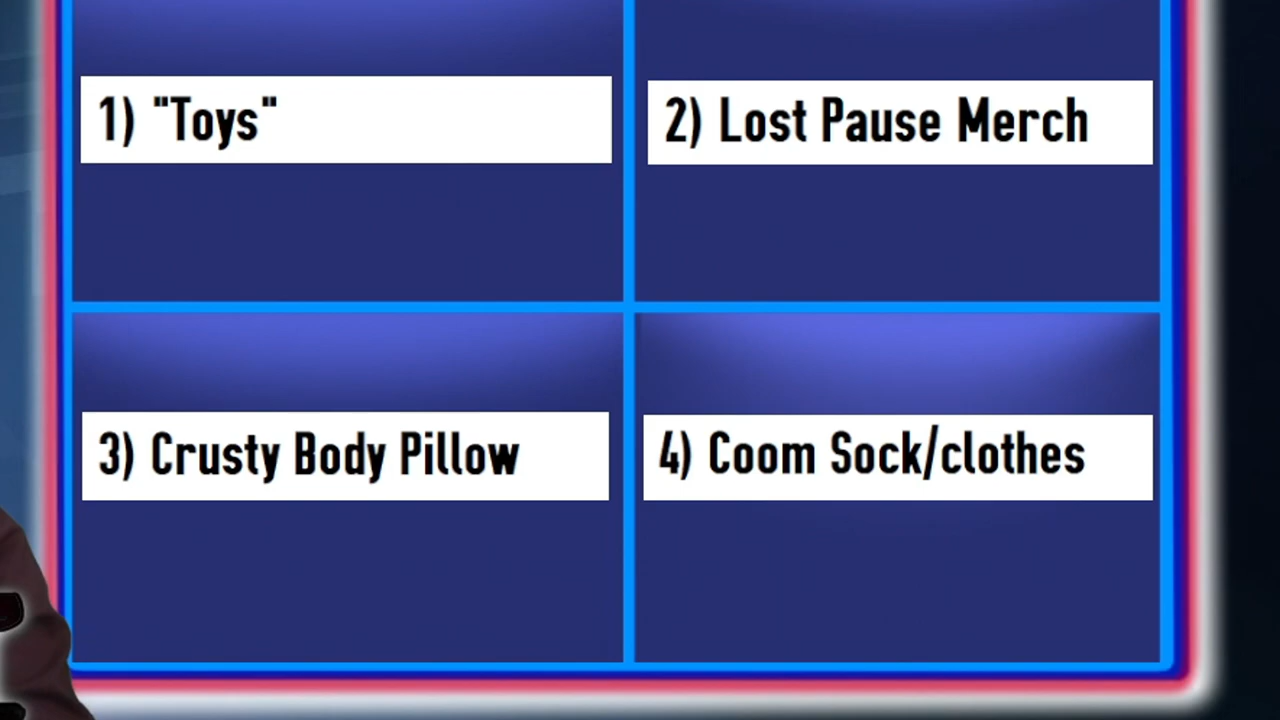 1) "Toys"
2) Lost Pause Merch
3) Crusty Body Pillow
4) Coom Sock/clothes